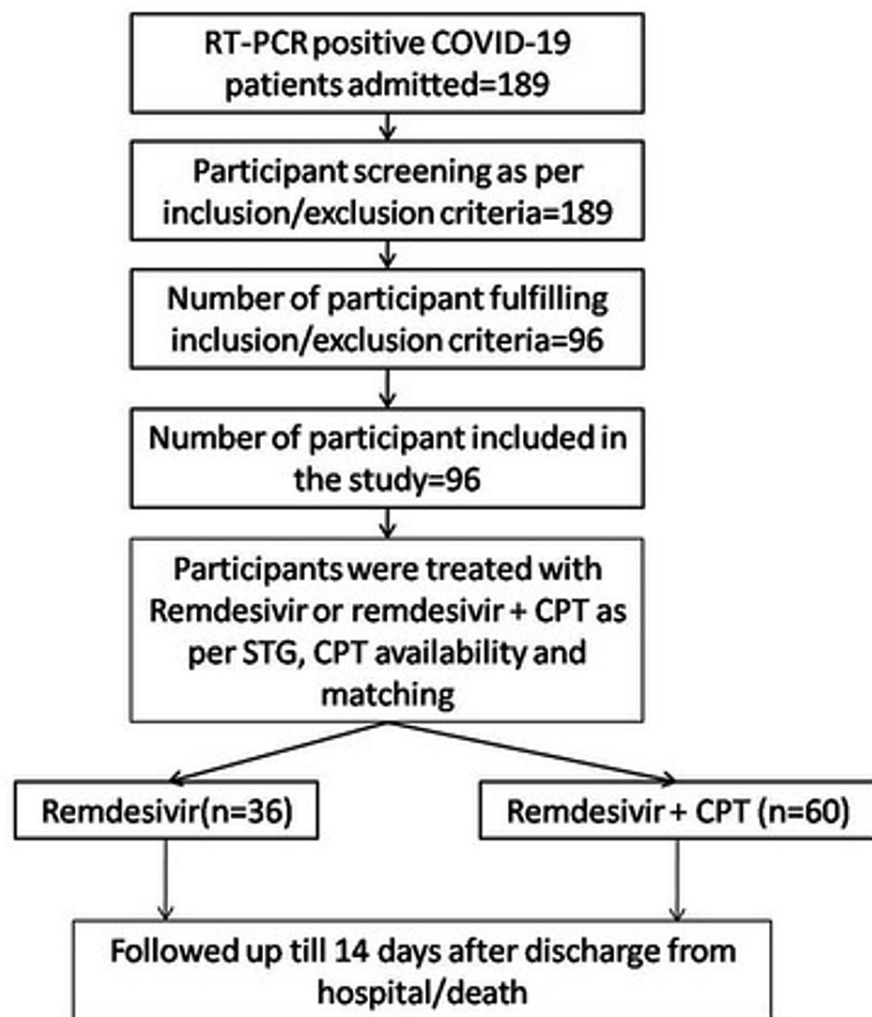 RT-PCR positive COVID-19
patients admitted=189
Participant screening as per
inclusion/exclusion criteria=189
Number of participant fulfilling
inclusion/exclusion criteria=96
Number of participant included in
the study=96
Participants were treated with
Remdesivir or remdesivir + CPT as
per STG, CPT availability and
matching
Remdesivir(n=36)
Remdesivir + CPT (n=60)
Followed up till 14 days after discharge from
hospital/death